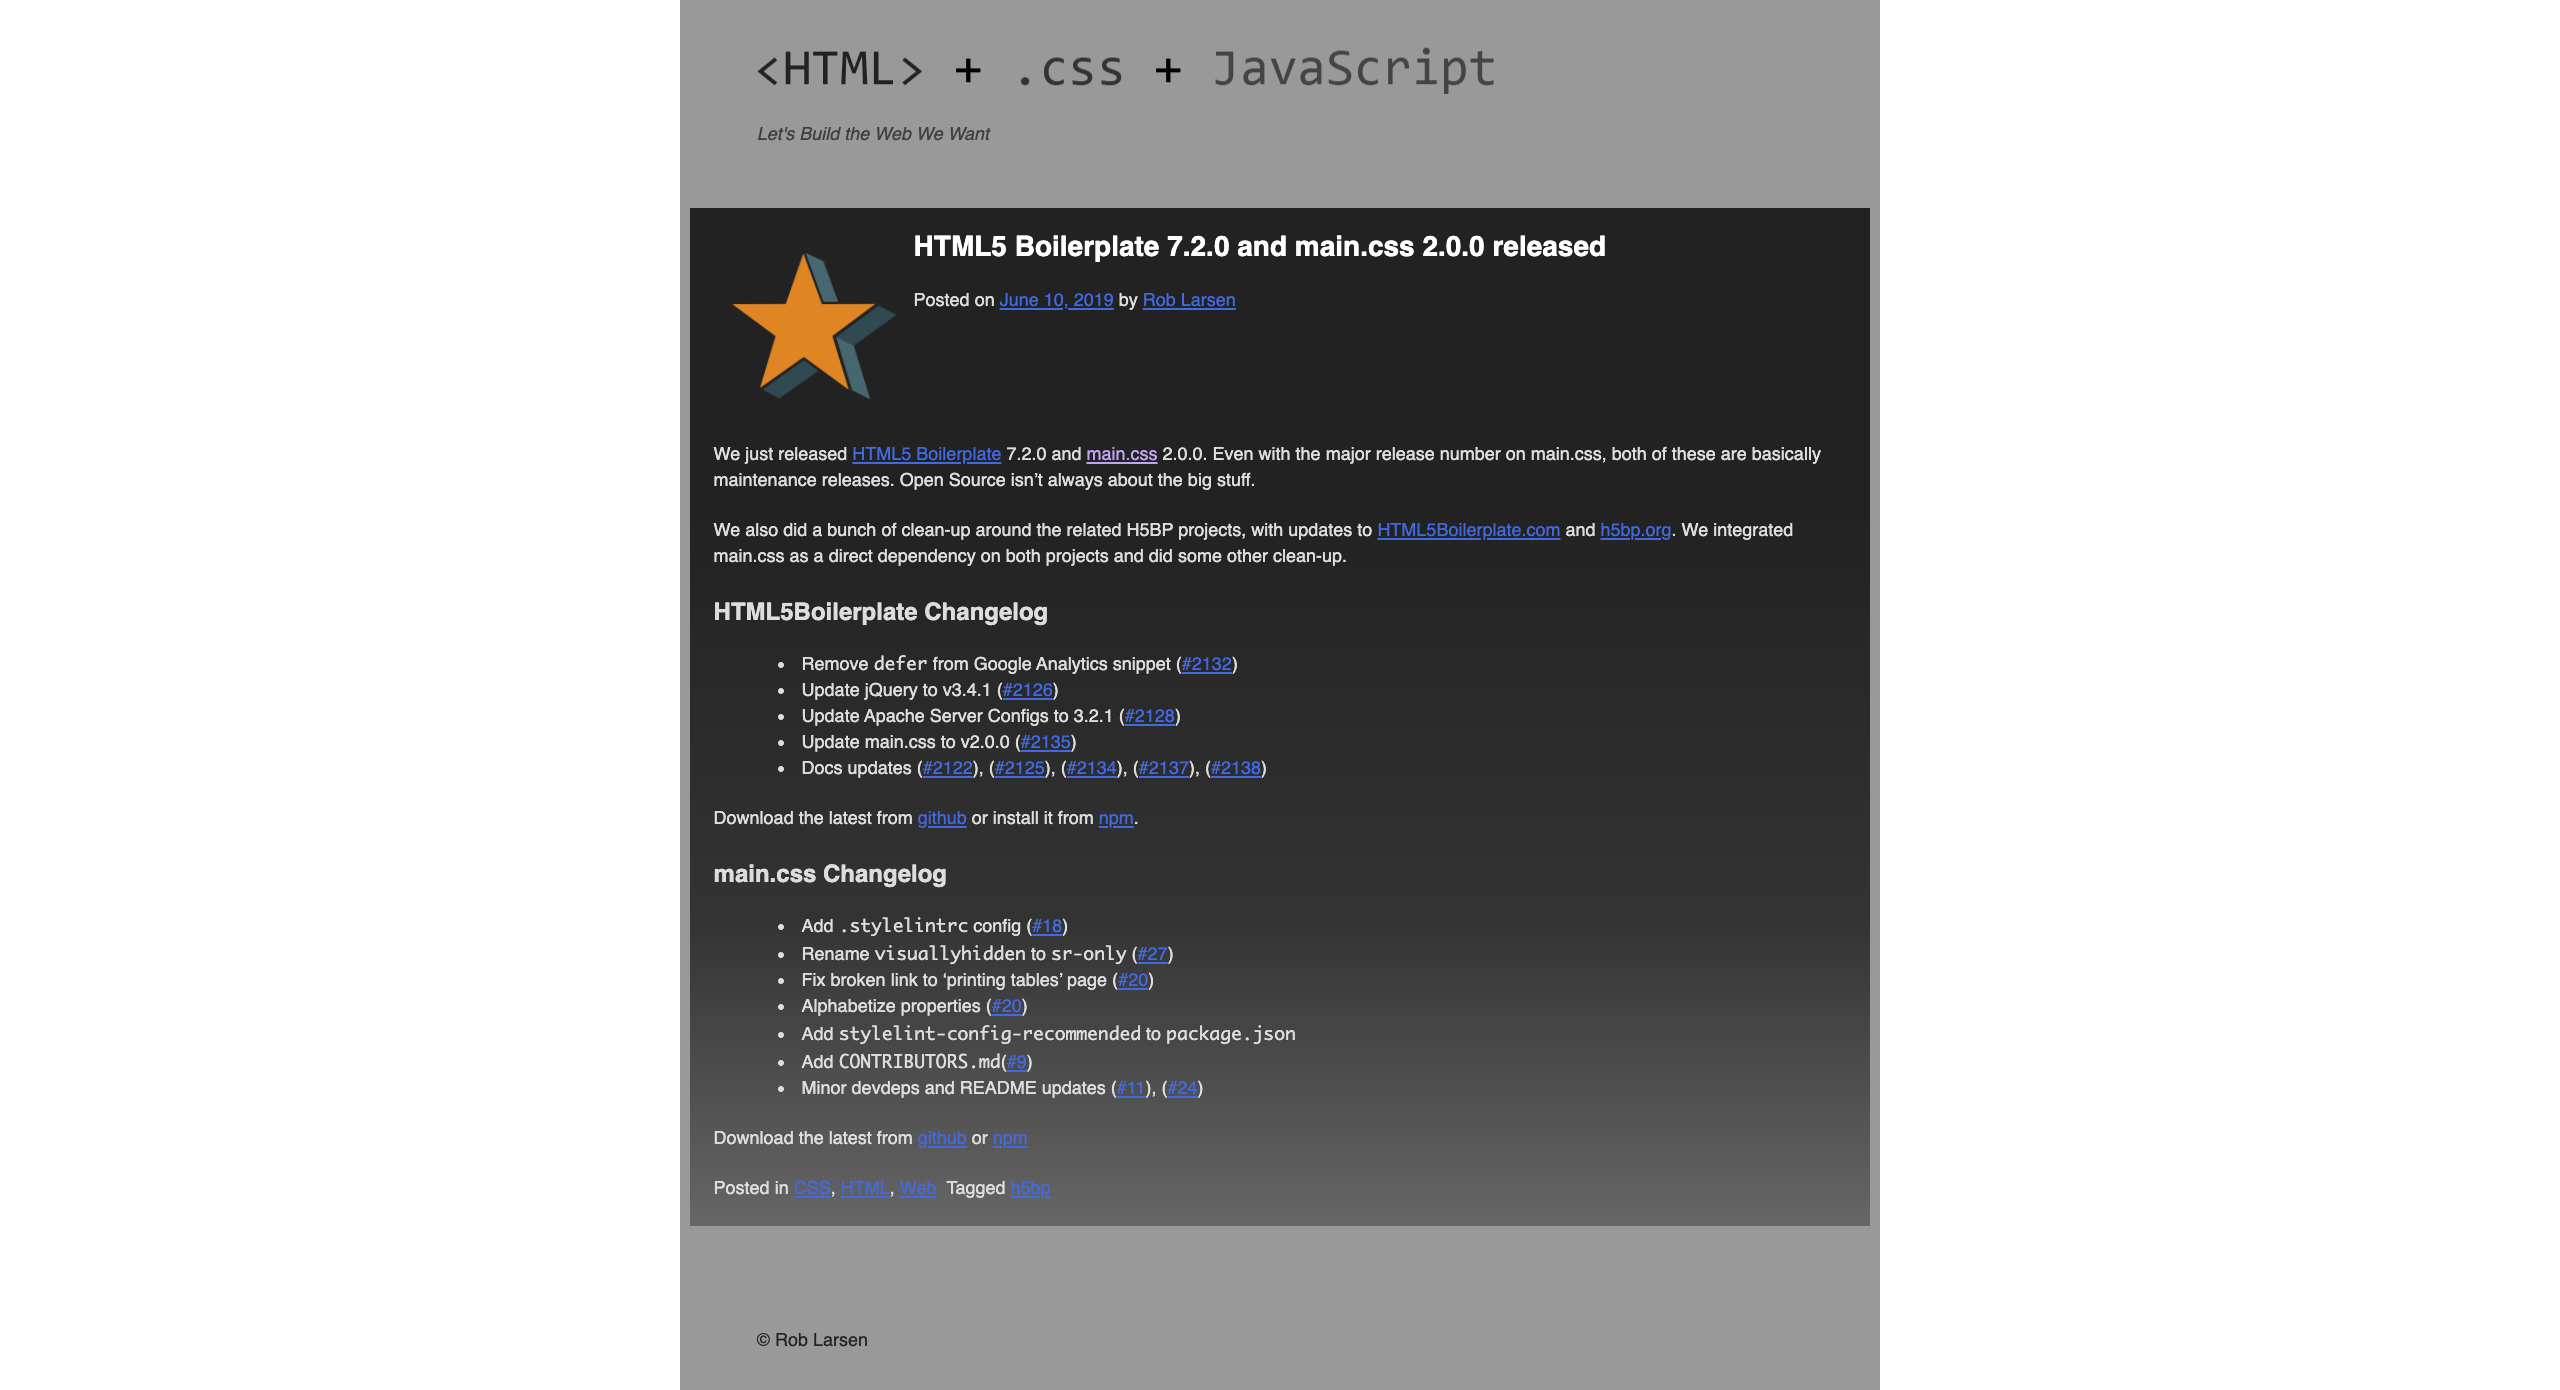 <HTML> + .css + JavaScript
Let's Build the Web We Want
HTML5 Boilerplate 7.2.0 and main.css 2.0.0 released
Posted on June 10, 2019 by Rob Larsen
We just released HTML5 Boilerplate 7.2.0 and main.css 2.0.0. Even with the major release number on main.css, both of these are basically
maintenance releases. Open Source isn’t always about the big stuff.
We also did a bunch of clean-up around the related H5BP projects, with updates to HTML5Boilerplate.com and h5bp.org. We integrated
main.css as a direct dependency on both projects and did some other clean-up.
HTML5Boilerplate Changelog
• Remove defer from Google Analytics snippet (#2132)
• Update jQuery to v3.4.1 (#2126)
• Update Apache Server Configs to 3.2.1 (#2128)
• Update main.css to v2.0.0 (#2135)
• Docs updates (#2122), (#2125), (#2134), (#2137), (#2138)
Download the latest from github or install it from npm.
main.css Changelog
• Add .stylelintrc config (#18)
• Rename visuallyhidden to sr-only (#27)
• Fix broken link to ‘printing tables’ page (#20)
• Alphabetize properties (#20)
• Add stylelint-config-recommended to package.json
• Add CONTRIBUTORS.md(#9)
• Minor devdeps and README updates (#11), (#24)
Download the latest from github or npm
Posted in CSS, HTML, Web Tagged h5bp
© Rob Larsen